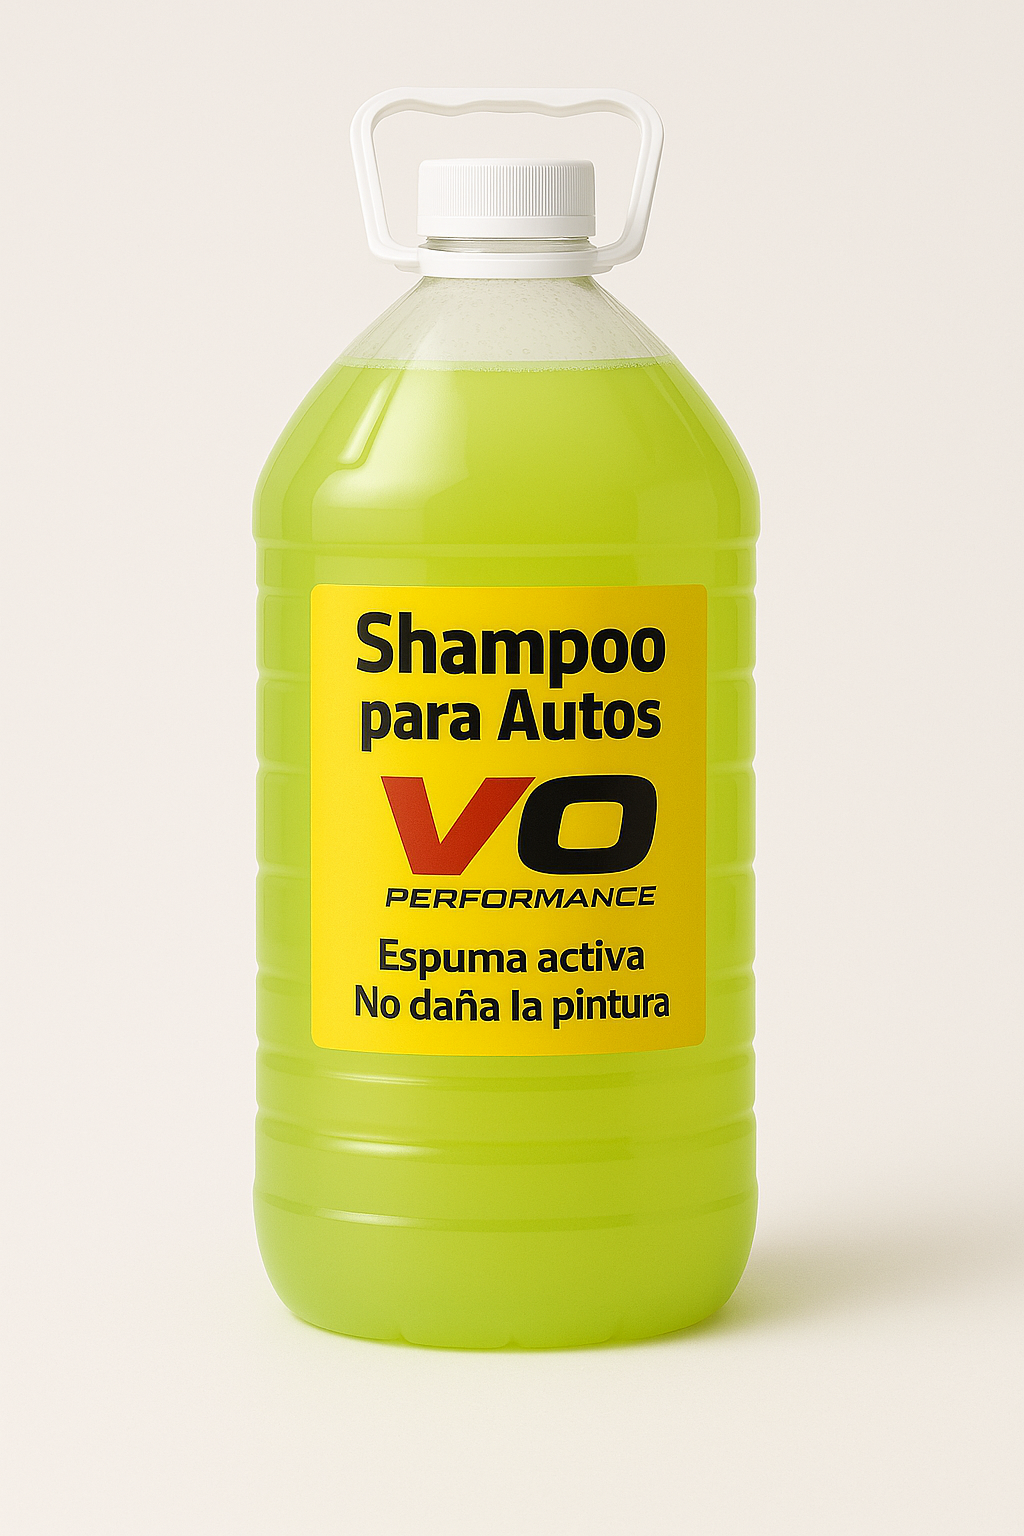 Shampoo
para Autos
VO
PERFORMANCE
Espuma activa
No daña la pintura